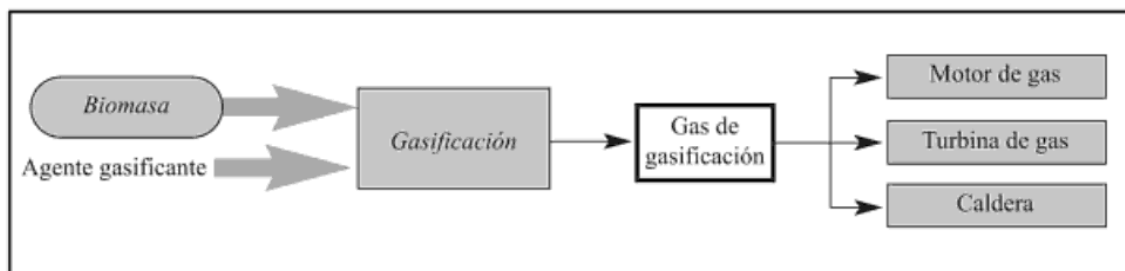 Biomasa
Agente gasificante
Gasificación
Gas de
gasificación
Motor de gas
Turbina de gas
Caldera